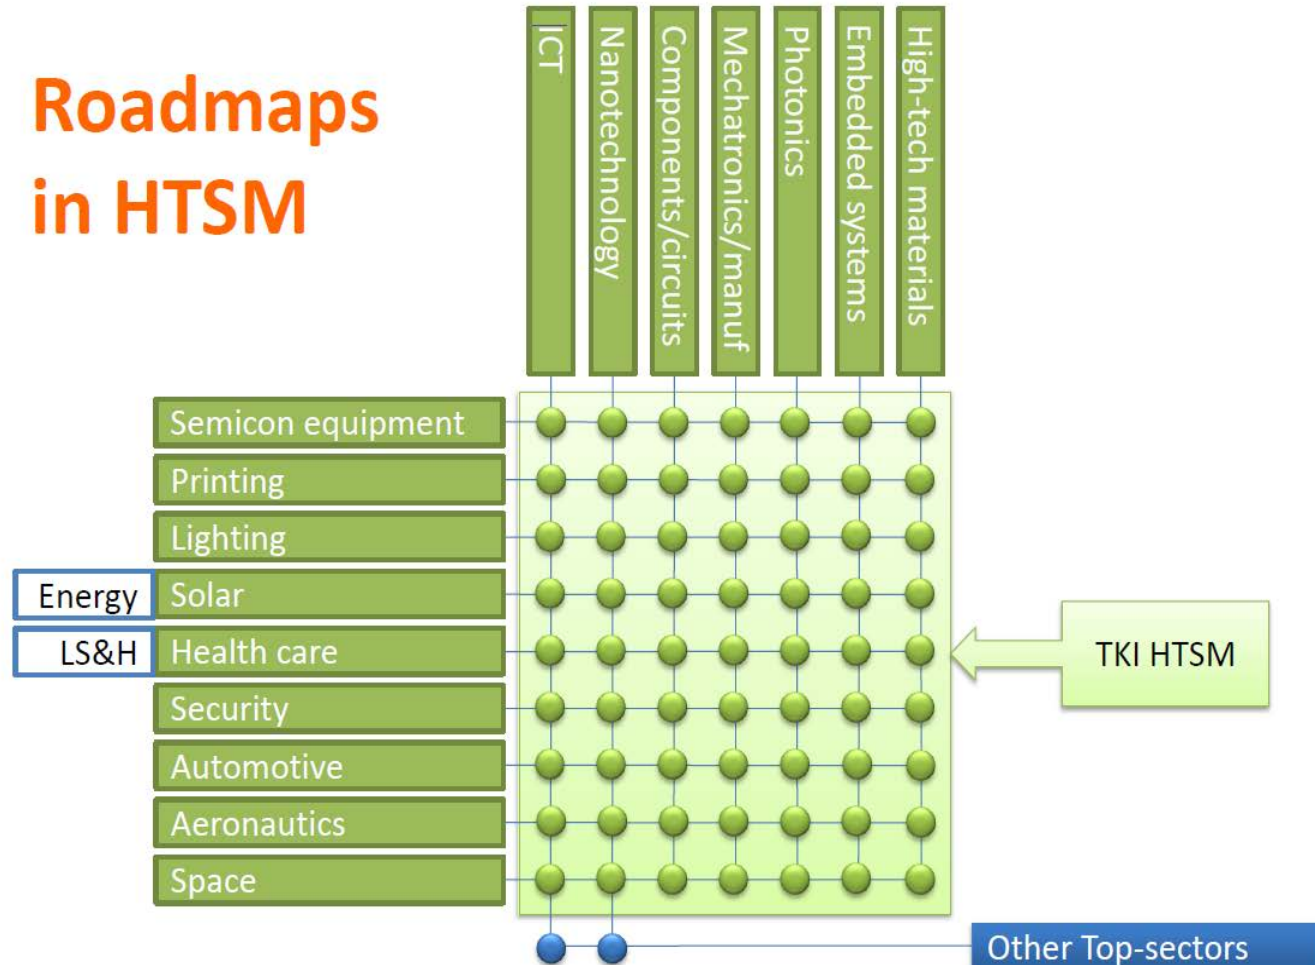 Roadmaps
in HTSM
ICT
Nanotechnology
Components/circuits
Mechatronics/manuf
Photonics
Embedded systems
High-tech materials
Semicon equipment
Printing
Lighting
Energy
Solar
LS&H
Health care
TKI HTSM
Security
Automotive
Aeronautics
Space
Other Top-sectors